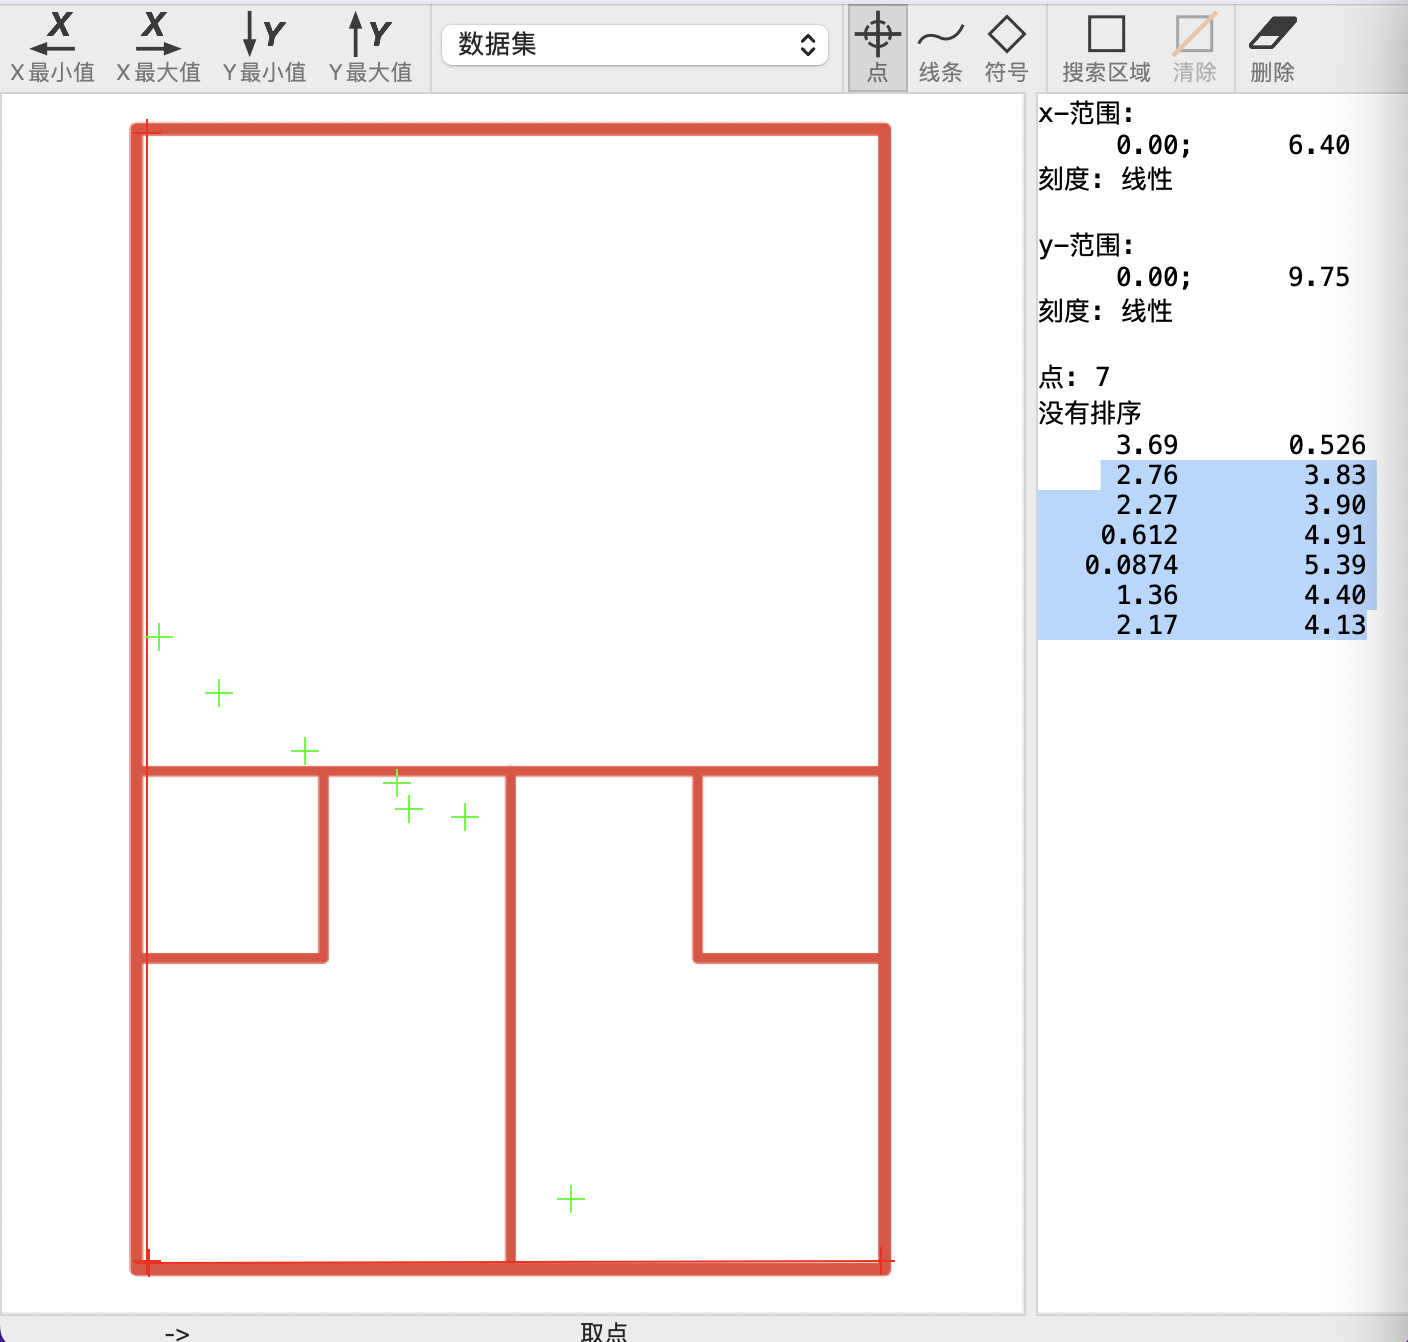 X X Y Y
X 最小值 X 最大值 Y 最小值 Y 最大值
数据集
点 线条 符号 搜索区域 清除 删除
x-范围:
0.00; 6.40
刻度: 线性
y-范围:
0.00; 9.75
刻度: 线性
点: 7
没有排序
3.69 0.526
2.76 3.83
2.27 3.90
0.612 4.91
0.0874 5.39
1.36 4.40
2.17 4.13
-> 取点